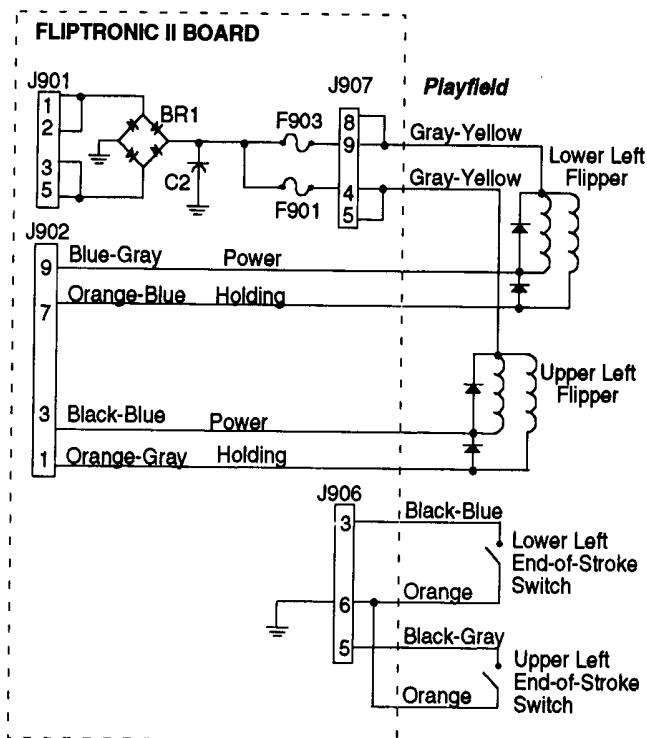 FLIPTRONIC II BOARD
J901
1
2
3
5
BR1
C2
F903
F901
J907
8
9
4
5
Playfield
Gray-Yellow
Gray-Yellow
Lower Left
Flipper
J902
9
7
3
1
Blue-Gray Power
Orange-Blue Holding
Black-Blue Power
Orange-Gray Holding
Upper Left
Flipper
J906
3
6
5
Black-Blue
Orange
Lower Left
End-of-Stroke
Switch
Black-Gray
Orange
Upper Left
End-of-Stroke
Switch